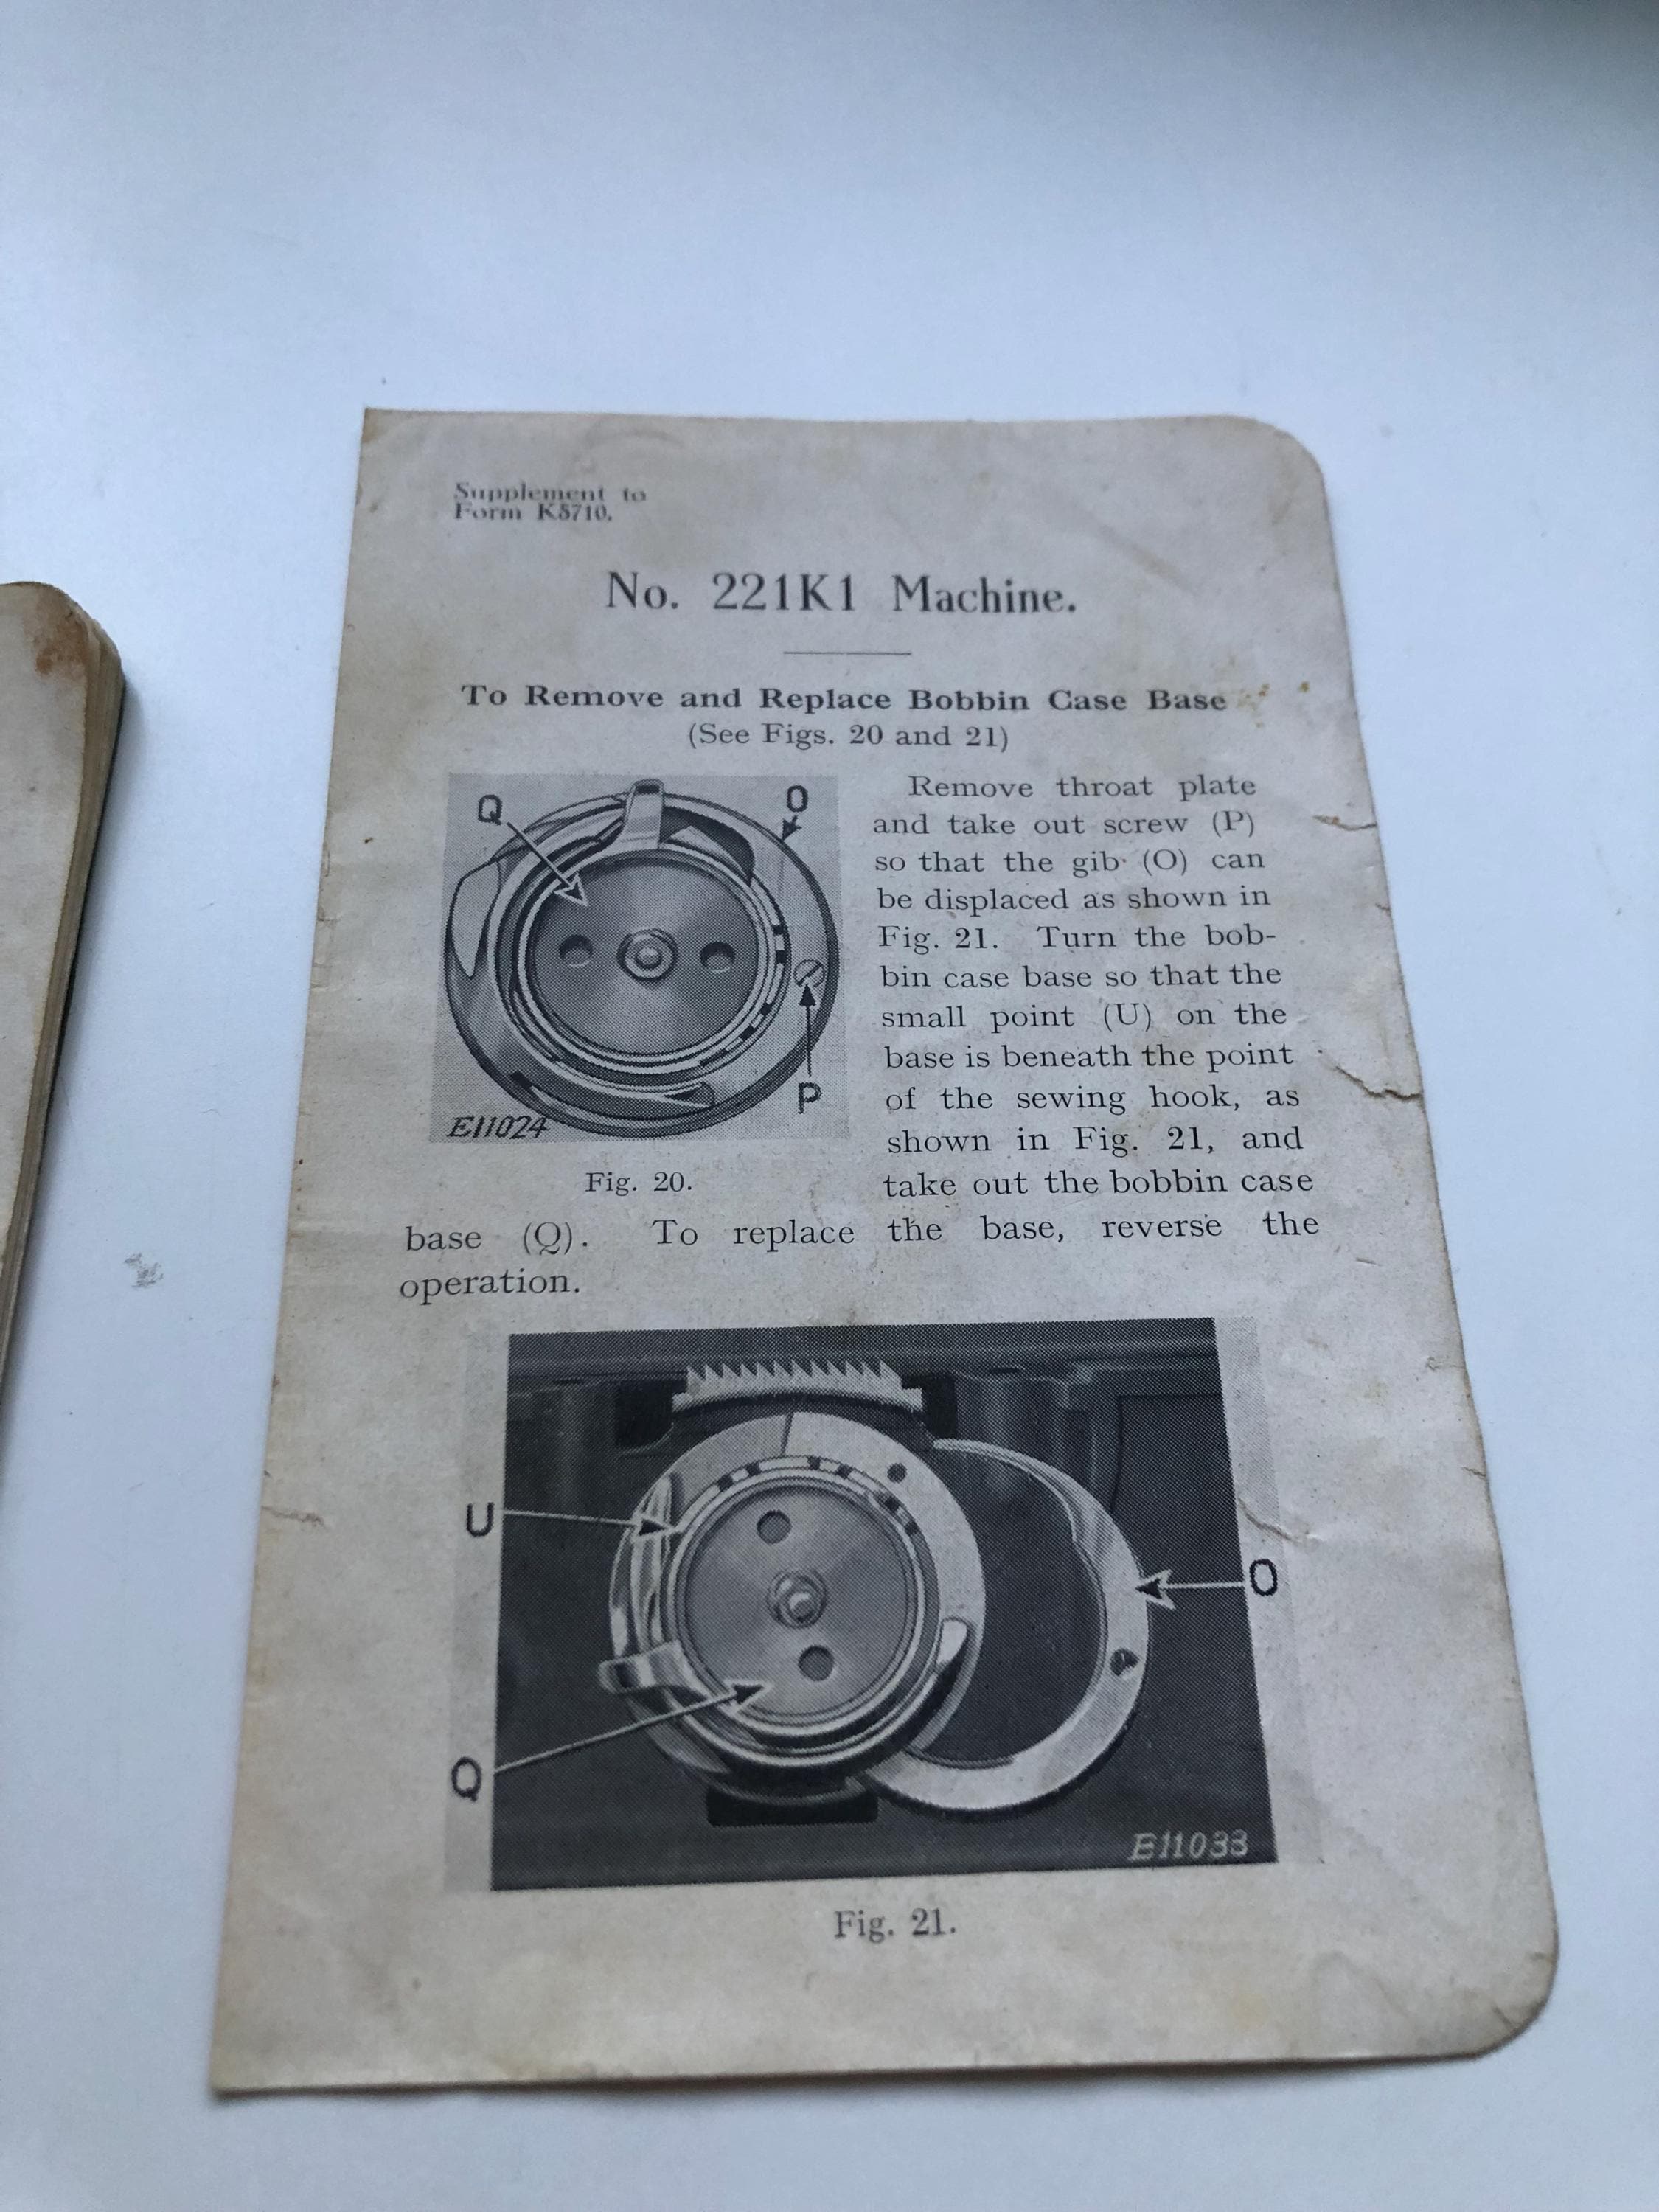 Supplement to
Form K5710.
No. 221K1 Machine.
To Remove and Replace Bobbin Case Base
(See Figs. 20 and 21)
Q
O
P
E11024
Fig. 20.
Remove throat plate
and take out screw (P)
so that the gib (O) can
be displaced as shown in
Fig. 21. Turn the bob-
bin case base so that the
small point (U) on the
base is beneath the point
of the sewing hook, as
shown in Fig. 21, and
take out the bobbin case
base (Q). To replace the base, reverse the
operation.
U
O
Q
E11033
Fig. 21.